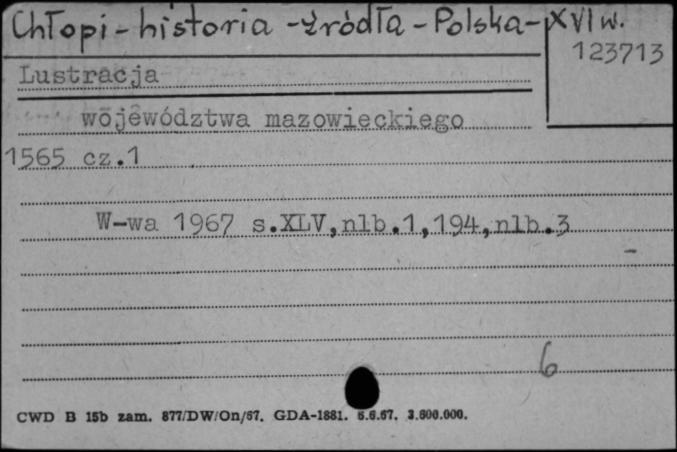 Chłopi - historia - źródła - Polska - XVI w.
123713
Lustracja
województwa mazowieckiego
1565 cz.1
W-wa 1967 s.XLV,nlb.1,194,nlb.3
6
CWD B 15b zam. 877/DW/On/67. GDA-1881. 6.6.67. 3.600.000.